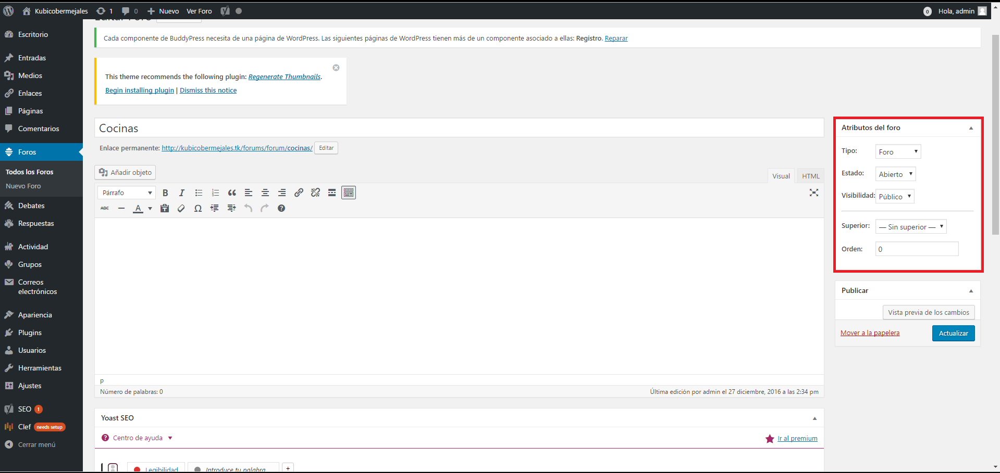 Kubicobermejales 1 0 Nuevo Ver Foro 0 Hola, admin
Editar Foro
Escritorio
Entradas
Medios
Enlaces
Páginas
Comentarios
Foros
Todos los Foros
Nuevo Foro
Debates
Respuestas
Actividad
Grupos
Correos
electrónicos
Apariencia
Plugins
Usuarios
Herramientas
Ajustes
SEO 1
Clef needs setup
Cerrar menú
Cada componente de BuddyPress necesita de una página de WordPress. Las siguientes páginas de WordPress tienen más de un componente asociado a ellas: Registro. Reparar
This theme recommends the following plugin: Regenerate Thumbnails.
Begin installing plugin | Dismiss this notice
Cocinas
Enlace permanente: http://kubicobermejales.tk/forums/forum/cocinas/ Editar
Añadir objeto
Visual HTML
Párrafo B I
ABC A Ω
p
Número de palabras: 0 Última edición por admin el 27 diciembre, 2016 a las 2:34 pm
Yoast SEO
Centro de ayuda Ir al premium
Legibilidad Introduce tu palabra +
Atributos del foro
Tipo: Foro
Estado: Abierto
Visibilidad: Público
Superior: — Sin superior —
Orden: 0
Publicar
Vista previa de los cambios
Mover a la papelera Actualizar